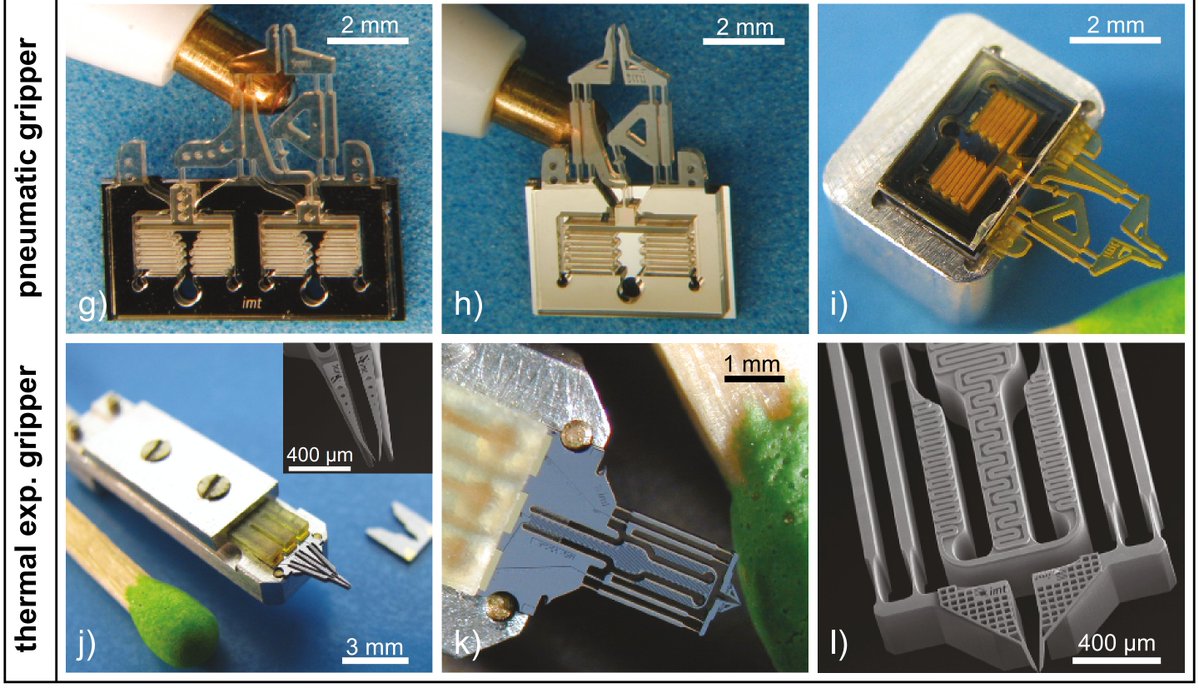 pneumatic gripper
2 mm
g)
imt
2 mm
h)
2 mm
i)
thermal exp. gripper
400 µm
j)
3 mm
1 mm
k)
imt
imt
l)
400 µm